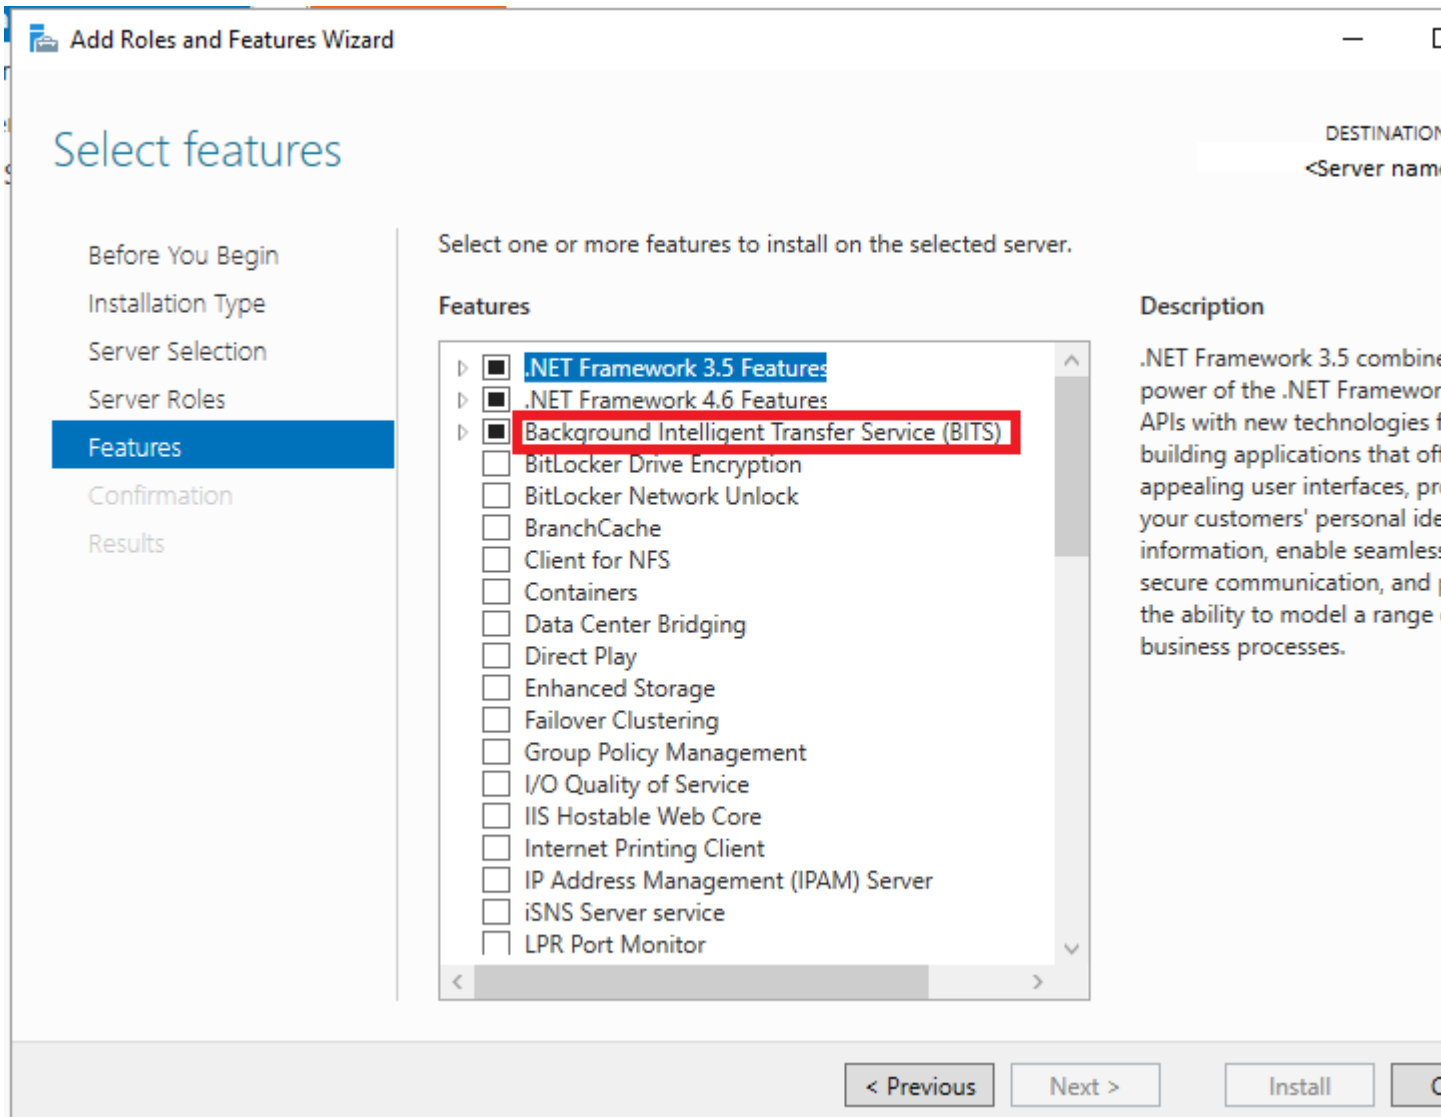 Add Roles and Features Wizard
Select features
DESTINATION
<Server name
Before You Begin
Installation Type
Server Selection
Server Roles
Features
Confirmation
Results
Select one or more features to install on the selected server.
Features
.NET Framework 3.5 Features
.NET Framework 4.6 Features
Background Intelligent Transfer Service (BITS)
BitLocker Drive Encryption
BitLocker Network Unlock
BranchCache
Client for NFS
Containers
Data Center Bridging
Direct Play
Enhanced Storage
Failover Clustering
Group Policy Management
I/O Quality of Service
IIS Hostable Web Core
Internet Printing Client
IP Address Management (IPAM) Server
iSNS Server service
LPR Port Monitor
Description
.NET Framework 3.5 combine
power of the .NET Framewor
APIs with new technologies
building applications that
appealing user interfaces,
your customers' personal
information, enable seamless
secure communication, and
the ability to model a range
business processes.
< Previous
Next >
Install